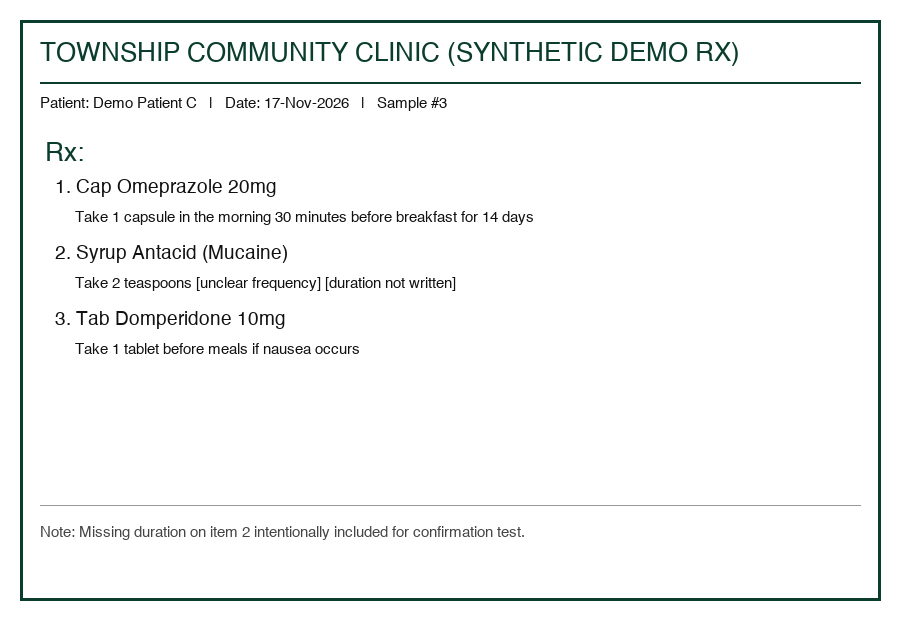 TOWNSHIP COMMUNITY CLINIC (SYNTHETIC DEMO RX)
Patient: Demo Patient C | Date: 17-Nov-2026 | Sample #3
Rx:
1. Cap Omeprazole 20mg
Take 1 capsule in the morning 30 minutes before breakfast for 14 days
2. Syrup Antacid (Mucaine)
Take 2 teaspoons [unclear frequency] [duration not written]
3. Tab Domperidone 10mg
Take 1 tablet before meals if nausea occurs
Note: Missing duration on item 2 intentionally included for confirmation test.